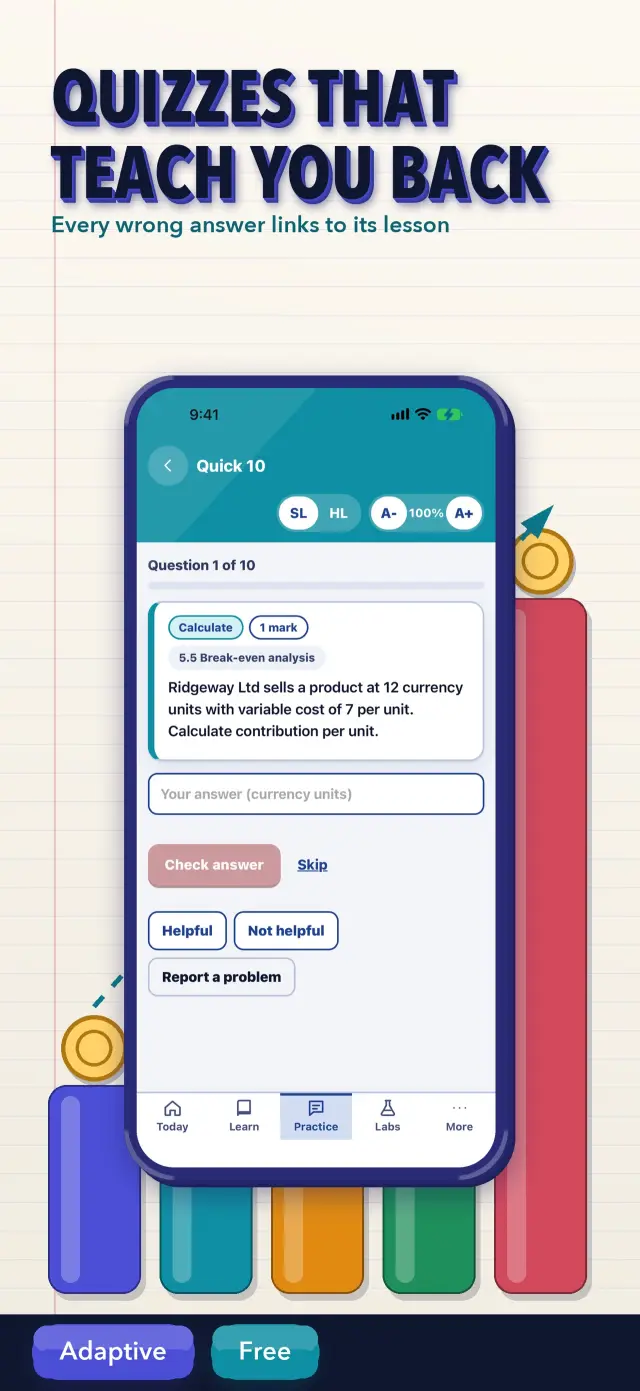 QUIZZES THAT
TEACH YOU BACK
Every wrong answer links to its lesson
9:41
Quick 10
SL HL A- 100% A+
Question 1 of 10
Calculate 1 mark
5.5 Break-even analysis
Ridgeway Ltd sells a product at 12 currency
units with variable cost of 7 per unit.
Calculate contribution per unit.
Your answer (currency units)
Check answer Skip
Helpful Not helpful
Report a problem
Today Learn Practice Labs More
Adaptive Free